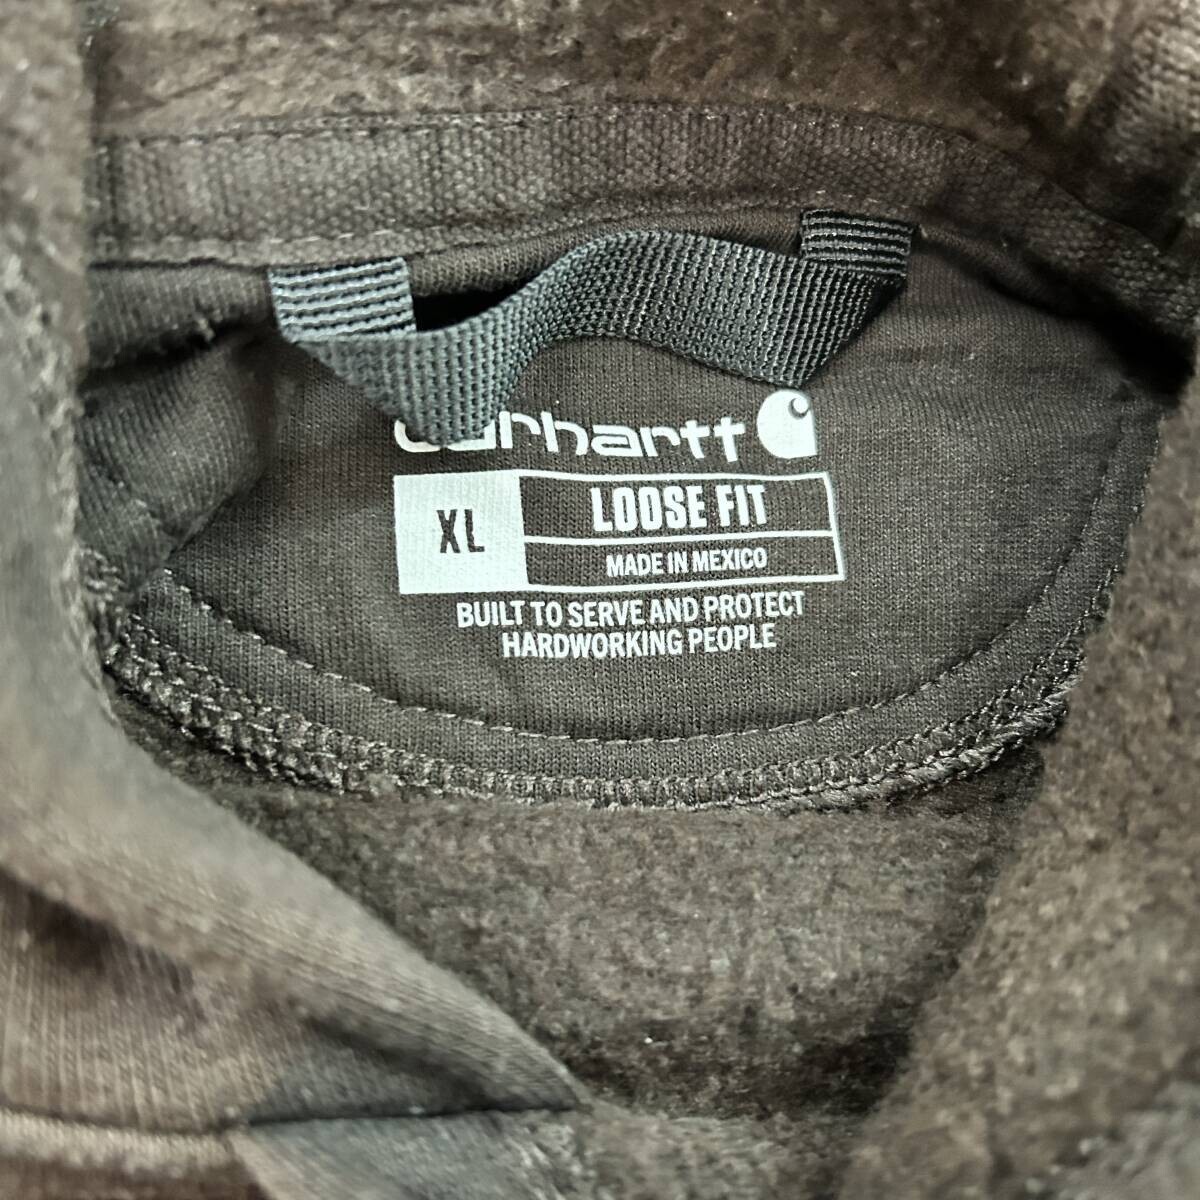 carhartt
XL
LOOSE FIT
MADE IN MEXICO
BUILT TO SERVE AND PROTECT
HARDWORKING PEOPLE